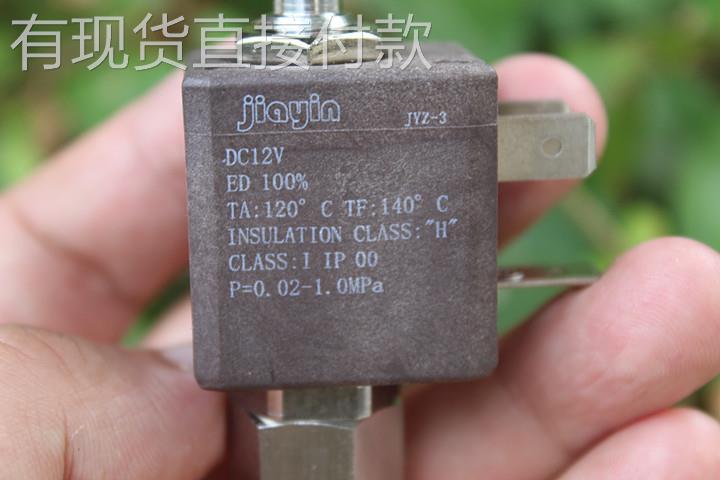 有现货直接付款
jiayin JYZ-3
DC12V
ED 100%
TA:120° C TF:140° C
INSULATION CLASS:"H"
CLASS:I IP 00
P=0.02-1.0MPa